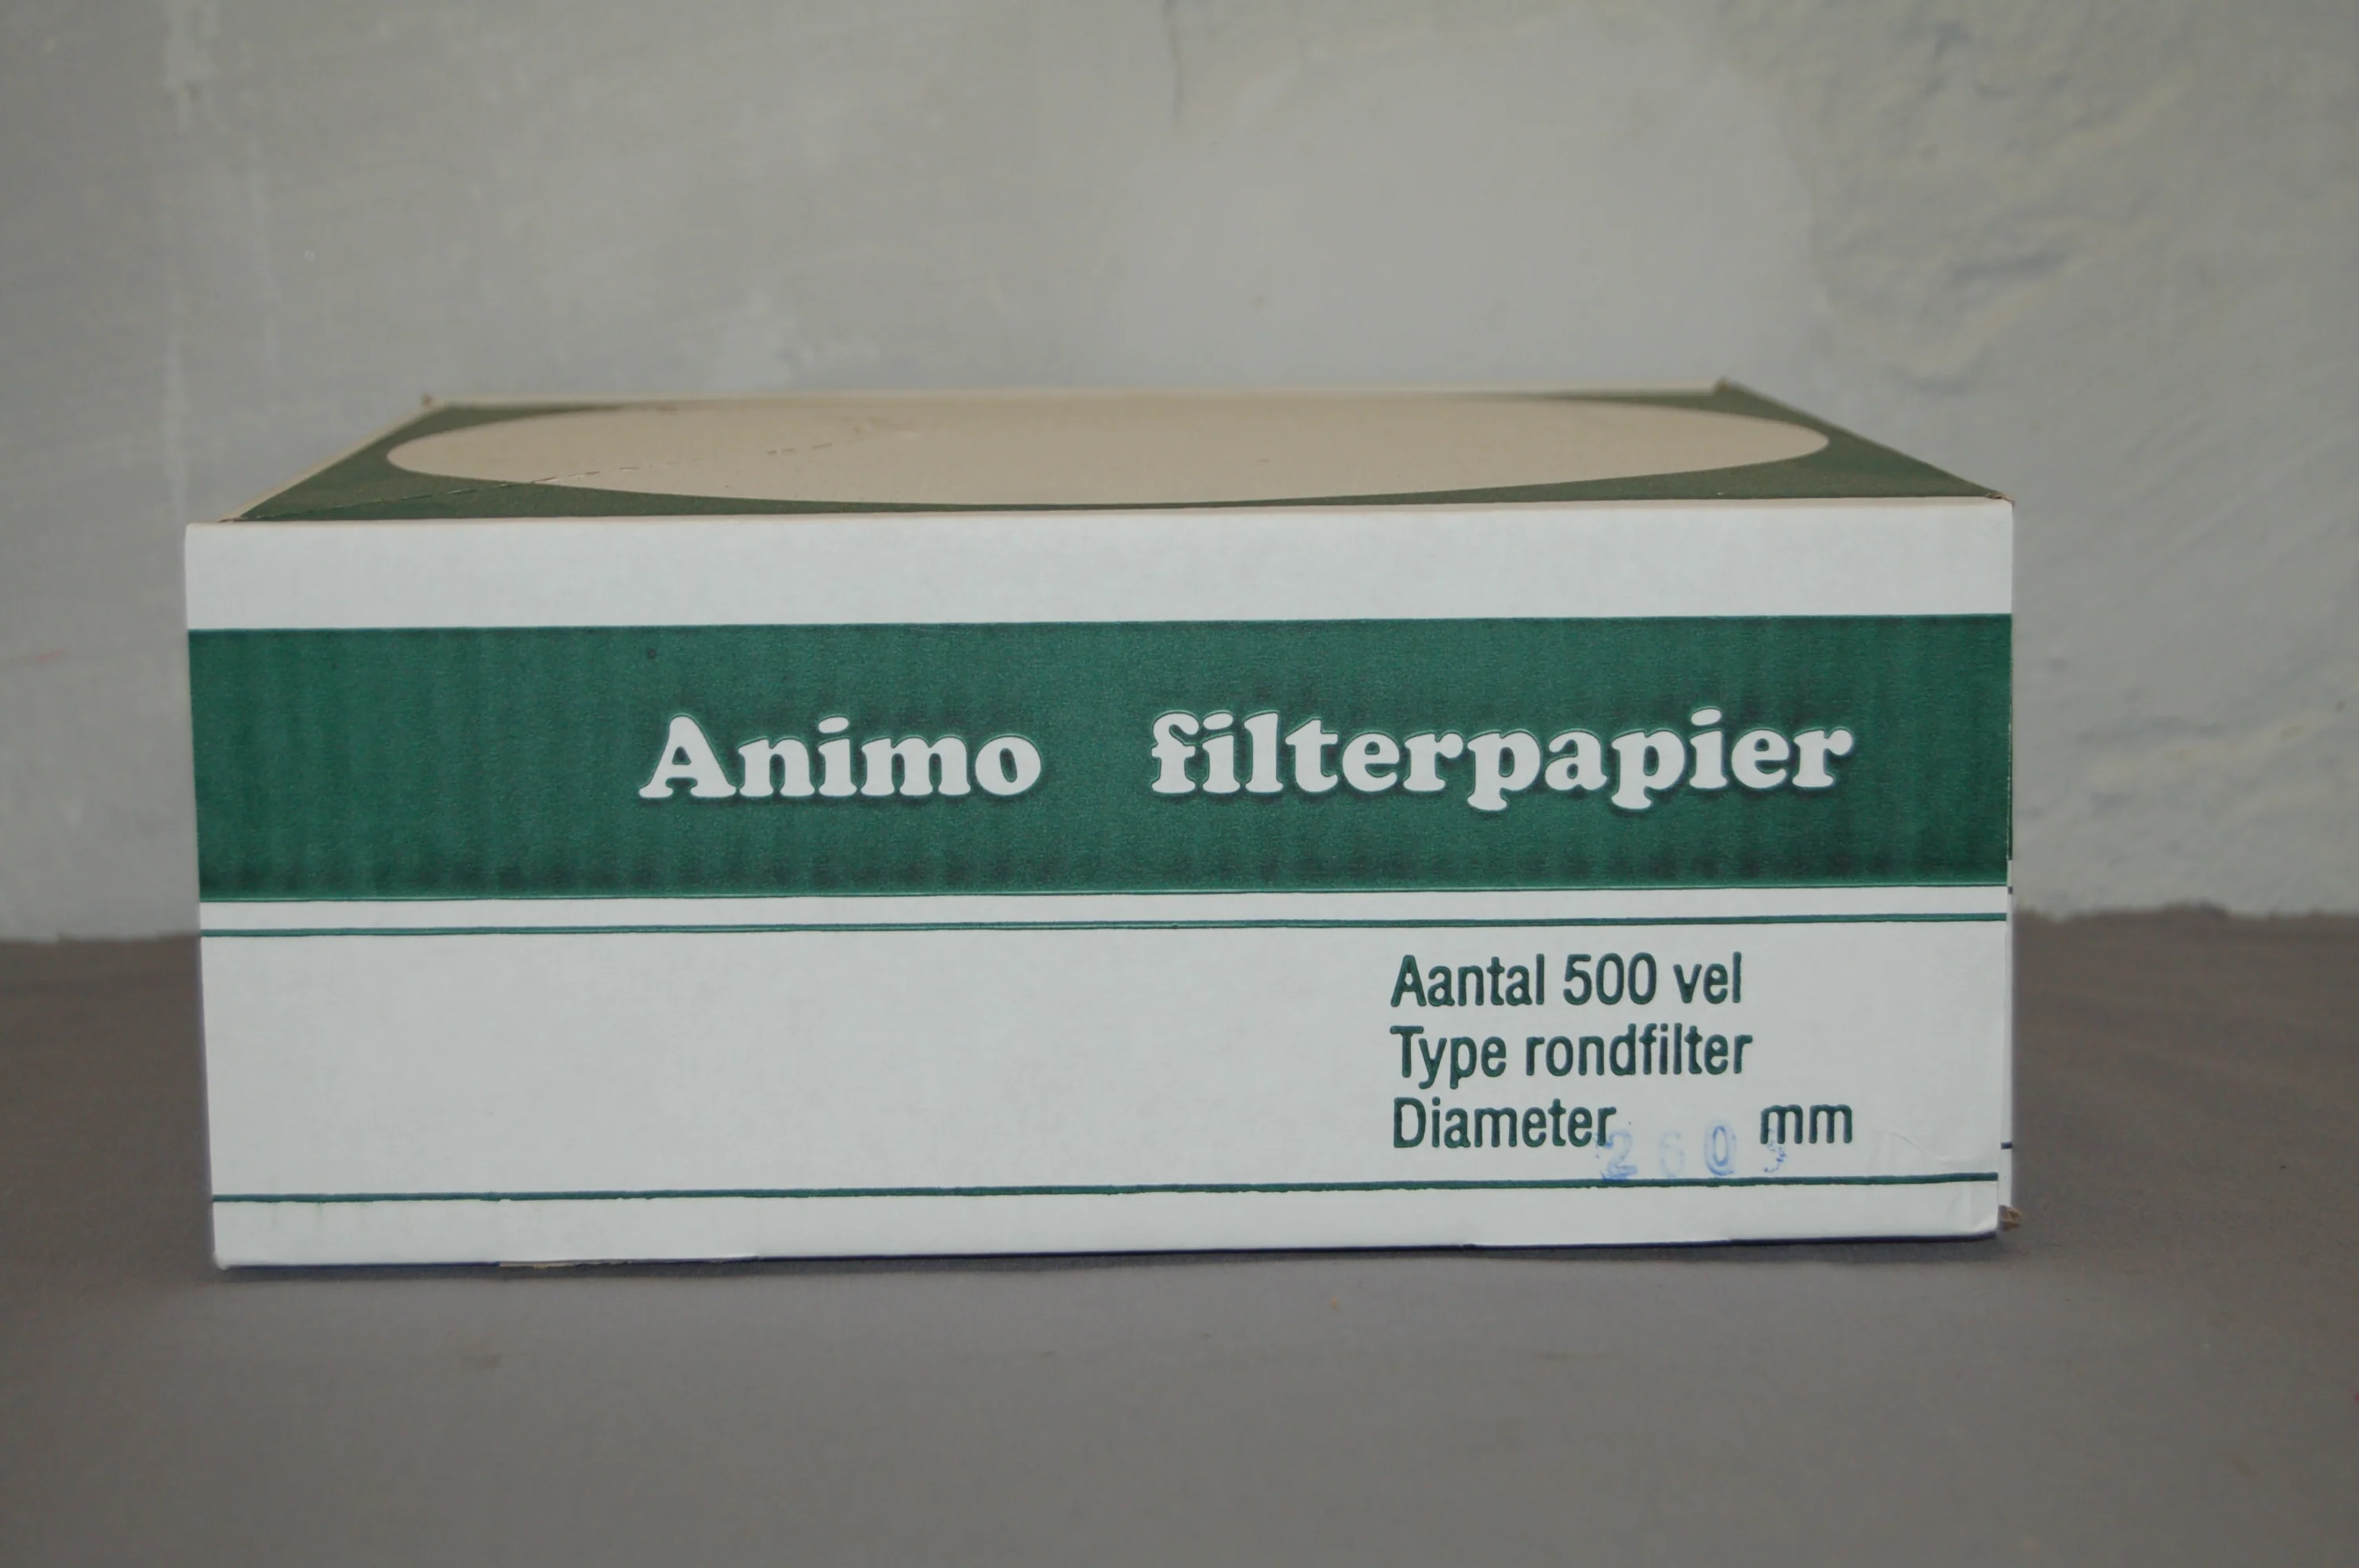 Animo filterpapier
Aantal 500 vel
Type rondfilter
Diameter mm